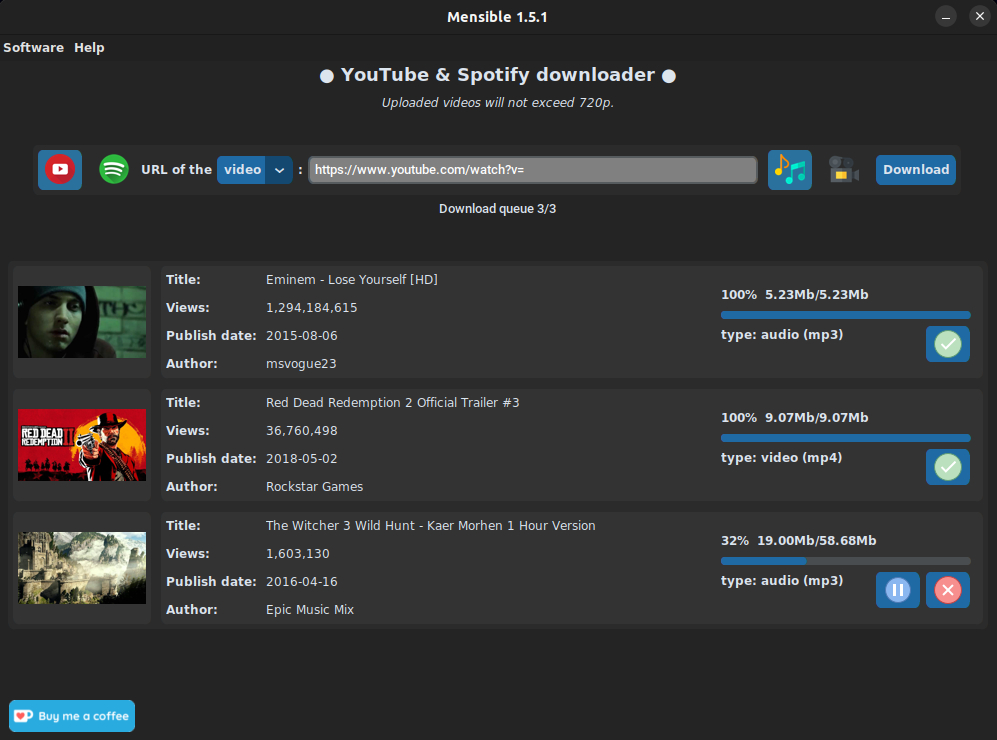 Mensible 1.5.1
Software Help
● YouTube & Spotify downloader ●
Uploaded videos will not exceed 720p.
URL of the video : https://www.youtube.com/watch?v= Download
Download queue 3/3
Title: Eminem - Lose Yourself [HD]
Views: 1,294,184,615
Publish date: 2015-08-06
Author: msvogue23
100% 5.23Mb/5.23Mb
type: audio (mp3)
RED DEAD
REDEMPTION II
Title: Red Dead Redemption 2 Official Trailer #3
Views: 36,760,498
Publish date: 2018-05-02
Author: Rockstar Games
100% 9.07Mb/9.07Mb
type: video (mp4)
Title: The Witcher 3 Wild Hunt - Kaer Morhen 1 Hour Version
Views: 1,603,130
Publish date: 2016-04-16
Author: Epic Music Mix
32% 19.00Mb/58.68Mb
type: audio (mp3)
Buy me a coffee